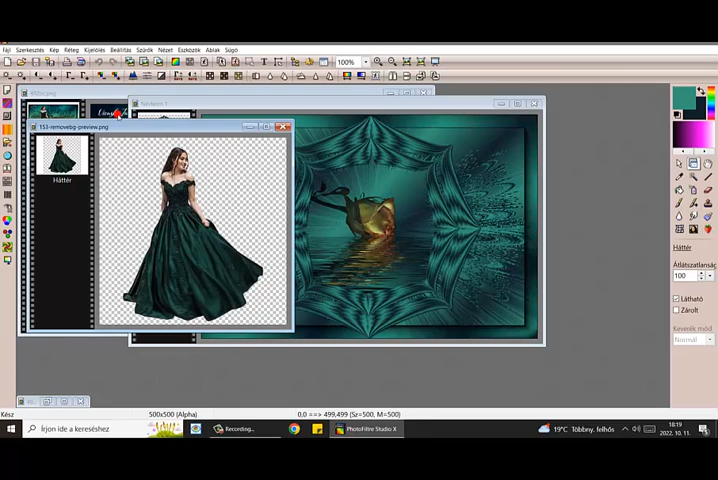 Fájl Szerkesztés Kép Réteg Kijelölés Beállítás Szűrők Nézet Eszközök Ablak Súgó
100%
Névtelen 1
153-removebg-preview.png
Háttér
Háttér
Átlátszatlanság
100
Látható
Zárolt
Keverék mód
Normál
Kész
500x500 (Alpha)
0,0 ==> 499,499 (Sz=500, M=500)
Írjon ide a kereséshez
Recording...
PhotoFiltre Studio X
19°C Többny. felhős
18:19
2022. 10. 11.